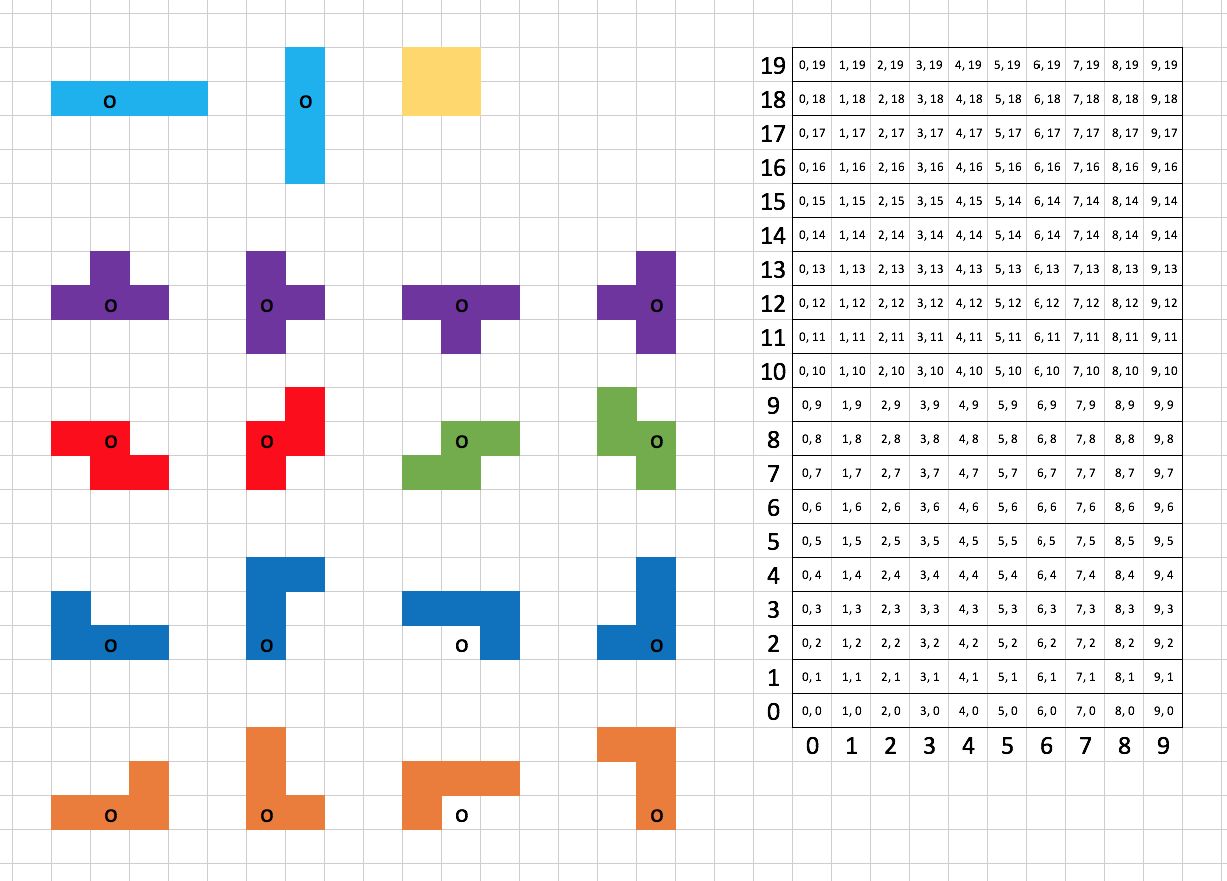 O O
O O O O
O O O O
O O O O
O O O O
19 0, 19 1, 19 2, 19 3, 19 4, 19 5, 19 6, 19 7, 19 8, 19 9, 19
18 0, 18 1, 18 2, 18 3, 18 4, 18 5, 18 6, 18 7, 18 8, 18 9, 18
17 0, 17 1, 17 2, 17 3, 17 4, 17 5, 17 6, 17 7, 17 8, 17 9, 17
16 0, 16 1, 16 2, 16 3, 16 4, 16 5, 16 6, 16 7, 16 8, 16 9, 16
15 0, 15 1, 15 2, 15 3, 15 4, 15 5, 14 6, 14 7, 14 8, 14 9, 14
14 0, 14 1, 14 2, 14 3, 14 4, 14 5, 14 6, 14 7, 14 8, 14 9, 14
13 0, 13 1, 13 2, 13 3, 13 4, 13 5, 13 6, 13 7, 13 8, 13 9, 13
12 0, 12 1, 12 2, 12 3, 12 4, 12 5, 12 6, 12 7, 12 8, 12 9, 12
11 0, 11 1, 11 2, 11 3, 11 4, 11 5, 11 6, 11 7, 11 8, 11 9, 11
10 0, 10 1, 10 2, 10 3, 10 4, 10 5, 10 6, 10 7, 10 8, 10 9, 10
9 0, 9 1, 9 2, 9 3, 9 4, 9 5, 9 6, 9 7, 9 8, 9 9, 9
8 0, 8 1, 8 2, 8 3, 8 4, 8 5, 8 6, 8 7, 8 8, 8 9, 8
7 0, 7 1, 7 2, 7 3, 7 4, 7 5, 7 6, 7 7, 7 8, 7 9, 7
6 0, 6 1, 6 2, 6 3, 6 4, 6 5, 6 6, 6 7, 6 8, 6 9, 6
5 0, 5 1, 5 2, 5 3, 5 4, 5 5, 5 6, 5 7, 5 8, 5 9, 5
4 0, 4 1, 4 2, 4 3, 4 4, 4 5, 4 6, 4 7, 4 8, 4 9, 4
3 0, 3 1, 3 2, 3 3, 3 4, 3 5, 3 6, 3 7, 3 8, 3 9, 3
2 0, 2 1, 2 2, 2 3, 2 4, 2 5, 2 6, 2 7, 2 8, 2 9, 2
1 0, 1 1, 1 2, 1 3, 1 4, 1 5, 1 6, 1 7, 1 8, 1 9, 1
0 0, 0 1, 0 2, 0 3, 0 4, 0 5, 0 6, 0 7, 0 8, 0 9, 0
0 1 2 3 4 5 6 7 8 9